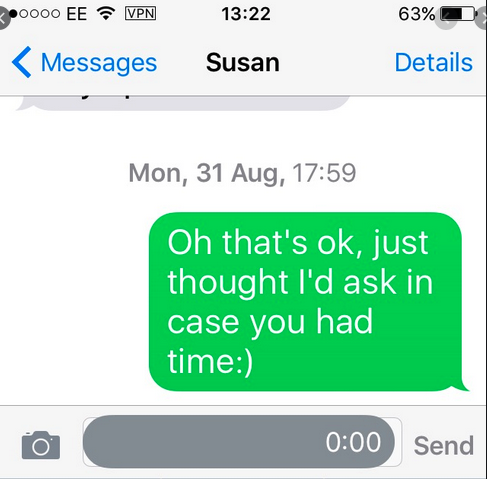 EE VPN 13:22 63%
Messages Susan Details
Mon, 31 Aug, 17:59
Oh that's ok, just
thought I'd ask in
case you had
time:)
0:00 Send